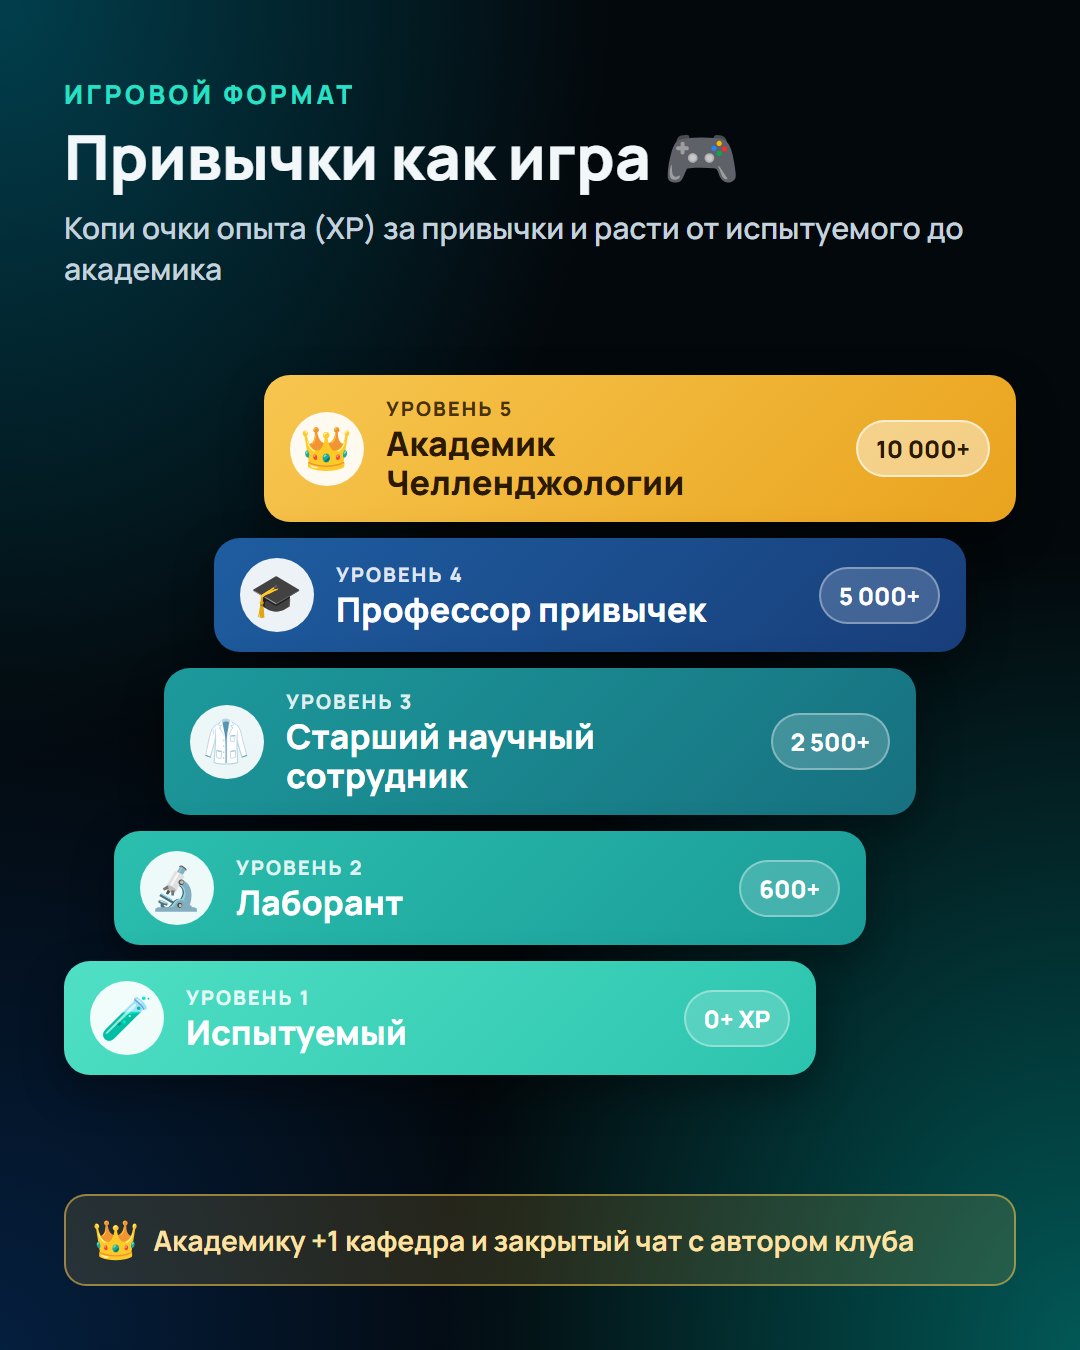 ИГРОВОЙ ФОРМАТ
Привычки как игра 🎮
Копи очки опыта (XP) за привычки и расти от испытуемого до
академика
УРОВЕНЬ 5
Академик
Челленджологии
10 000+
УРОВЕНЬ 4
Профессор привычек
5 000+
УРОВЕНЬ 3
Старший научный
сотрудник
2 500+
УРОВЕНЬ 2
Лаборант
600+
УРОВЕНЬ 1
Испытуемый
0+ XP
Академику +1 кафедра и закрытый чат с автором клуба